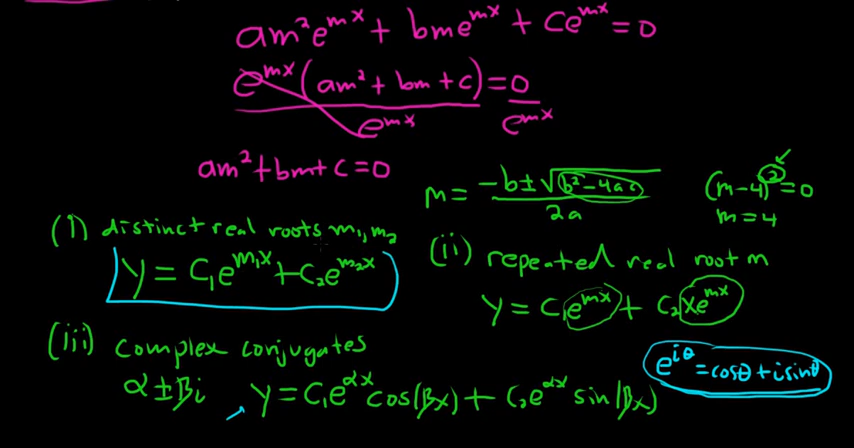 am²e^{mx} + bme^{mx} + ce^{mx} = 0
e^{mx}(am² + bm + c) = 0
e^{mx} e^{mx}
am² + bm + c = 0
m = (-b ± √(b² - 4ac)) / 2a
(m-4)² = 0
m = 4
(i) distinct real roots m₁, m₂
y = C₁e^{m₁x} + C₂e^{m₂x}
(ii) repeated real root m
y = C₁e^{mx} + C₂xe^{mx}
(iii) complex conjugates
α ± βi y = C₁e^{αx} cos(βx) + C₂e^{αx} sin(βx)
e^{iθ} = cosθ + isinθ